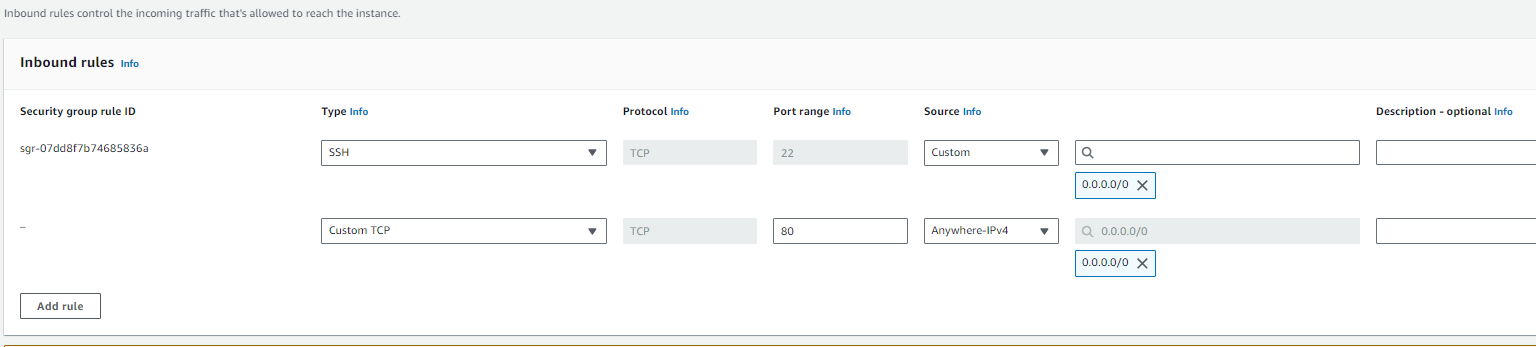 Inbound rules control the incoming traffic that's allowed to reach the instance.
Inbound rules Info
Security group rule ID Type Info Protocol Info Port range Info Source Info Description - optional Info
sgr-07dd8f7b74685836a SSH TCP 22 Custom
0.0.0.0/0
– Custom TCP TCP 80 Anywhere-IPv4 0.0.0.0/0
0.0.0.0/0
Add rule